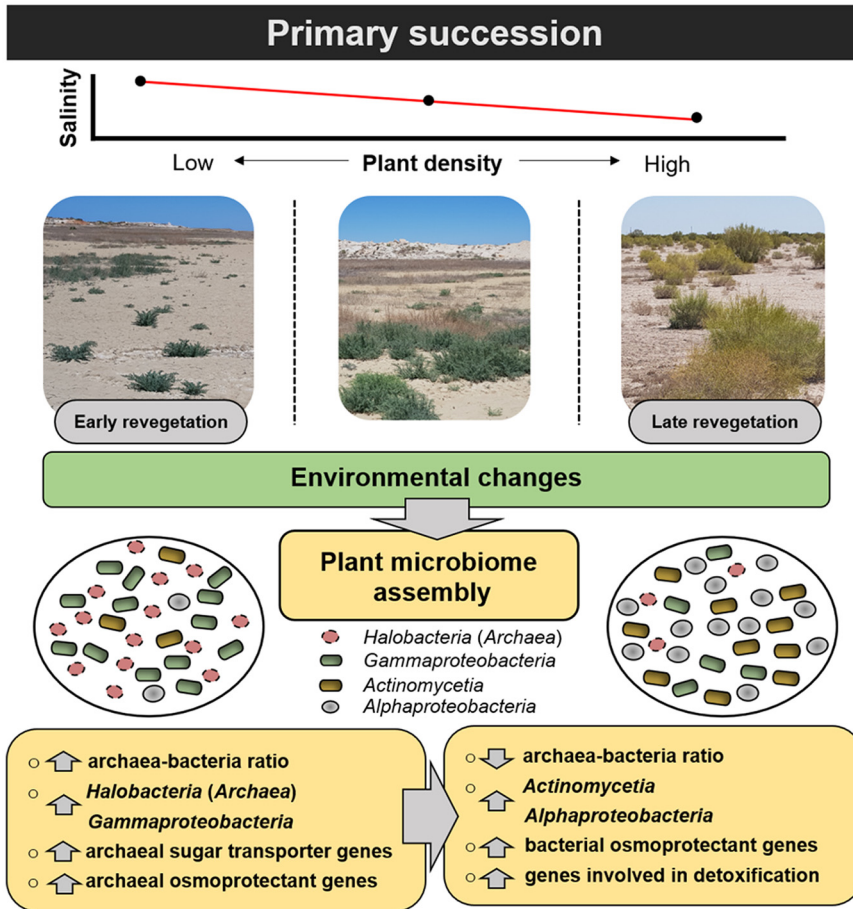 Primary succession
Salinity
Low
Plant density
High
Early revegetation
Late revegetation
Environmental changes
Plant microbiome
assembly
Halobacteria (Archaea)
Gammaproteobacteria
Actinomycetia
Alphaproteobacteria
archaea-bacteria ratio
Halobacteria (Archaea)
Gammaproteobacteria
archaeal sugar transporter genes
archaeal osmoprotectant genes
archaea-bacteria ratio
Actinomycetia
Alphaproteobacteria
bacterial osmoprotectant genes
genes involved in detoxification